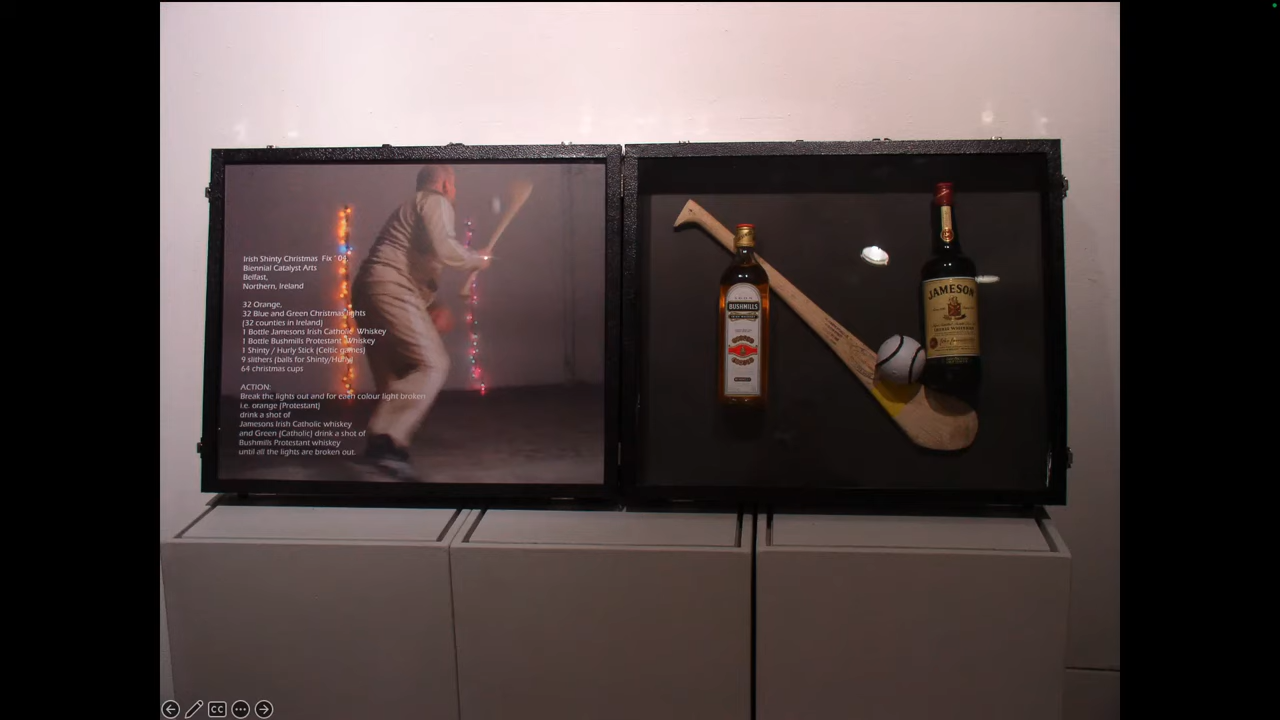 Irish Shinty Christmas Fix '04,
Biennial Catalyst Arts
Belfast,
Northern, Ireland
32 Orange,
32 Blue and Green Christmas lights
(32 counties in Ireland)
1 Bottle Jamesons Irish Catholic Whiskey
1 Bottle Bushmills Protestant Whiskey
1 Shinty / Hurly Stick (Celtic games)
9 slithers (balls for Shinty/Hurly)
64 christmas cups
ACTION:
Break the lights out and for each colour light broken
i.e. orange (Protestant)
drink a shot of
Jamesons Irish Catholic whiskey
and Green (Catholic) drink a shot of
Bushmills Protestant whiskey
until all the lights are broken out.
BUSHMILLS
JAMESON
CC